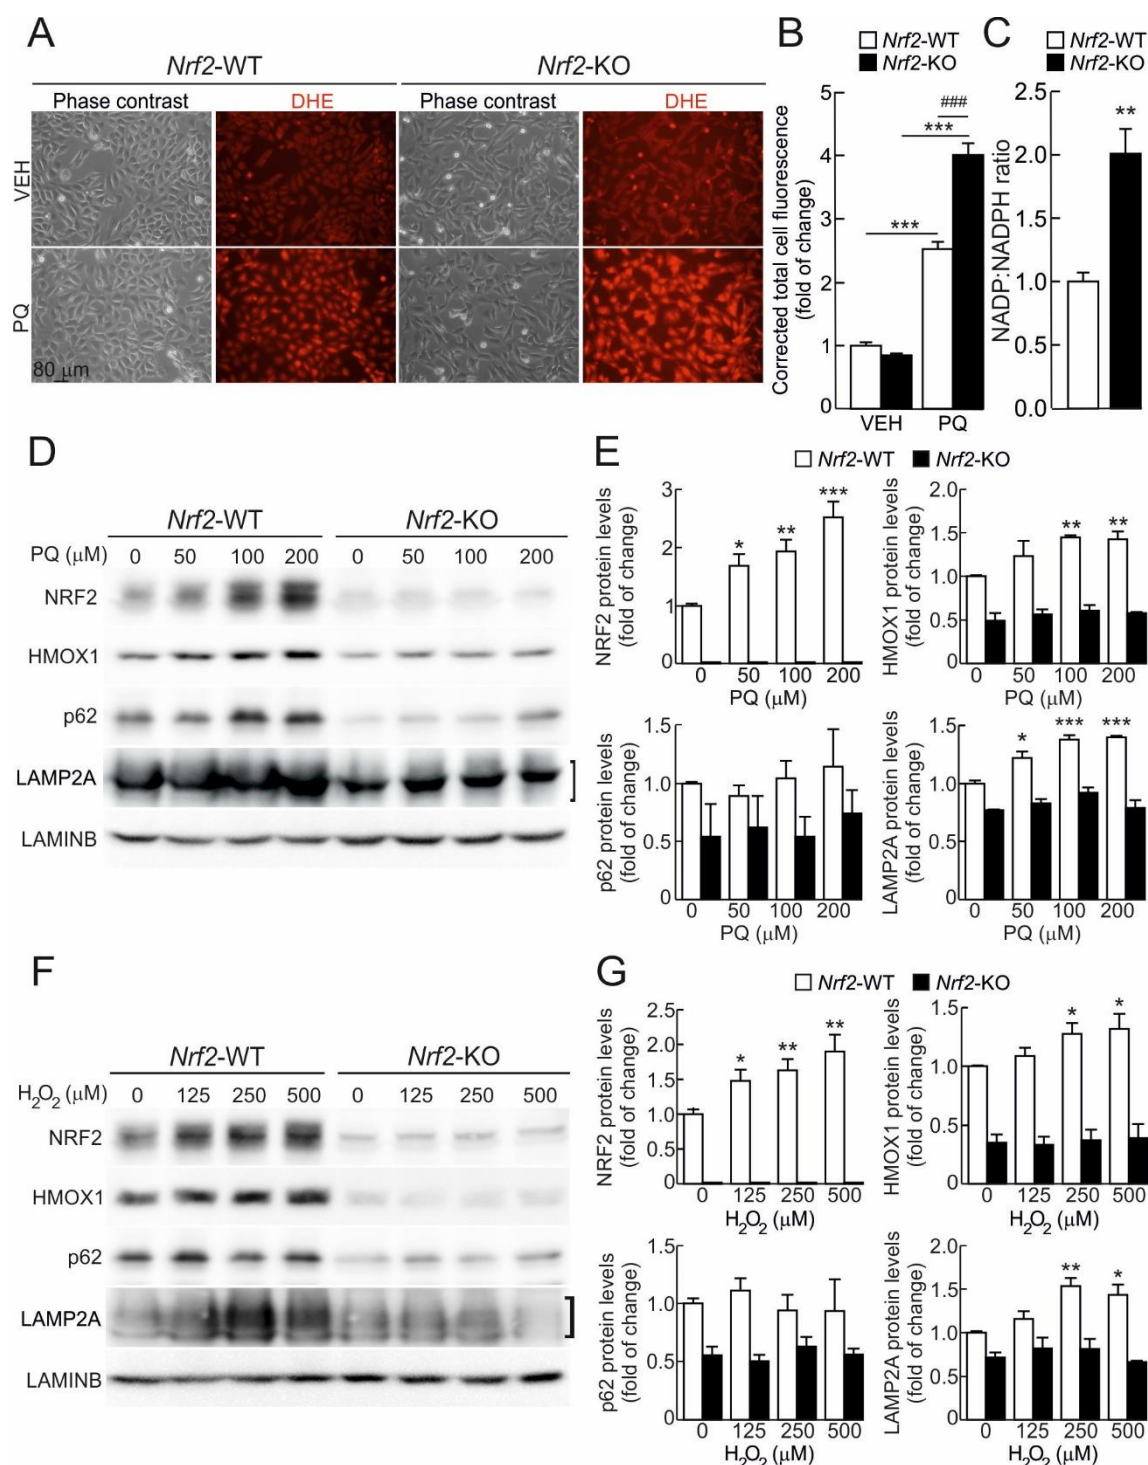 A
Nrf2-WT Nrf2-KO
Phase contrast DHE Phase contrast DHE
VEH
PQ
80 μm
B
Nrf2-WT
Nrf2-KO
Corrected total cell fluorescence
(fold of change)
5
4
3
2
1
0
###
***
***
VEH PQ
C
Nrf2-WT
Nrf2-KO
NADP:NADPH ratio
2.5
2.0
1.5
1.0
0.5
0.0
**
D
Nrf2-WT Nrf2-KO
PQ (μM) 0 50 100 200 0 50 100 200
NRF2
HMOX1
p62
LAMP2A
LAMINB
E
Nrf2-WT Nrf2-KO
NRF2 protein levels
(fold of change)
3
2
1
0
* ** ***
0 50 100 200
PQ (μM)
HMOX1 protein levels
(fold of change)
2.0
1.5
1.0
0.5
0
** **
0 50 100 200
PQ (μM)
p62 protein levels
(fold of change)
1.5
1.0
0.5
0
0 50 100 200
PQ (μM)
LAMP2A protein levels
(fold of change)
1.5
1.0
0.5
0
* *** ***
0 50 100 200
PQ (μM)
F
Nrf2-WT Nrf2-KO
H2O2 (μM) 0 125 250 500 0 125 250 500
NRF2
HMOX1
p62
LAMP2A
LAMINB
G
Nrf2-WT Nrf2-KO
NRF2 protein levels
(fold of change)
2.5
2.0
1.5
1.0
0.5
0
* ** **
0 125 250 500
H2O2 (μM)
HMOX1 protein levels
(fold of change)
1.5
1.0
0.5
0
* *
0 125 250 500
H2O2 (μM)
p62 protein levels
(fold of change)
1.5
1.0
0.5
0
0 125 250 500
H2O2 (μM)
LAMP2A protein levels
(fold of change)
2.0
1.5
1.0
0.5
0
** *
0 125 250 500
H2O2 (μM)